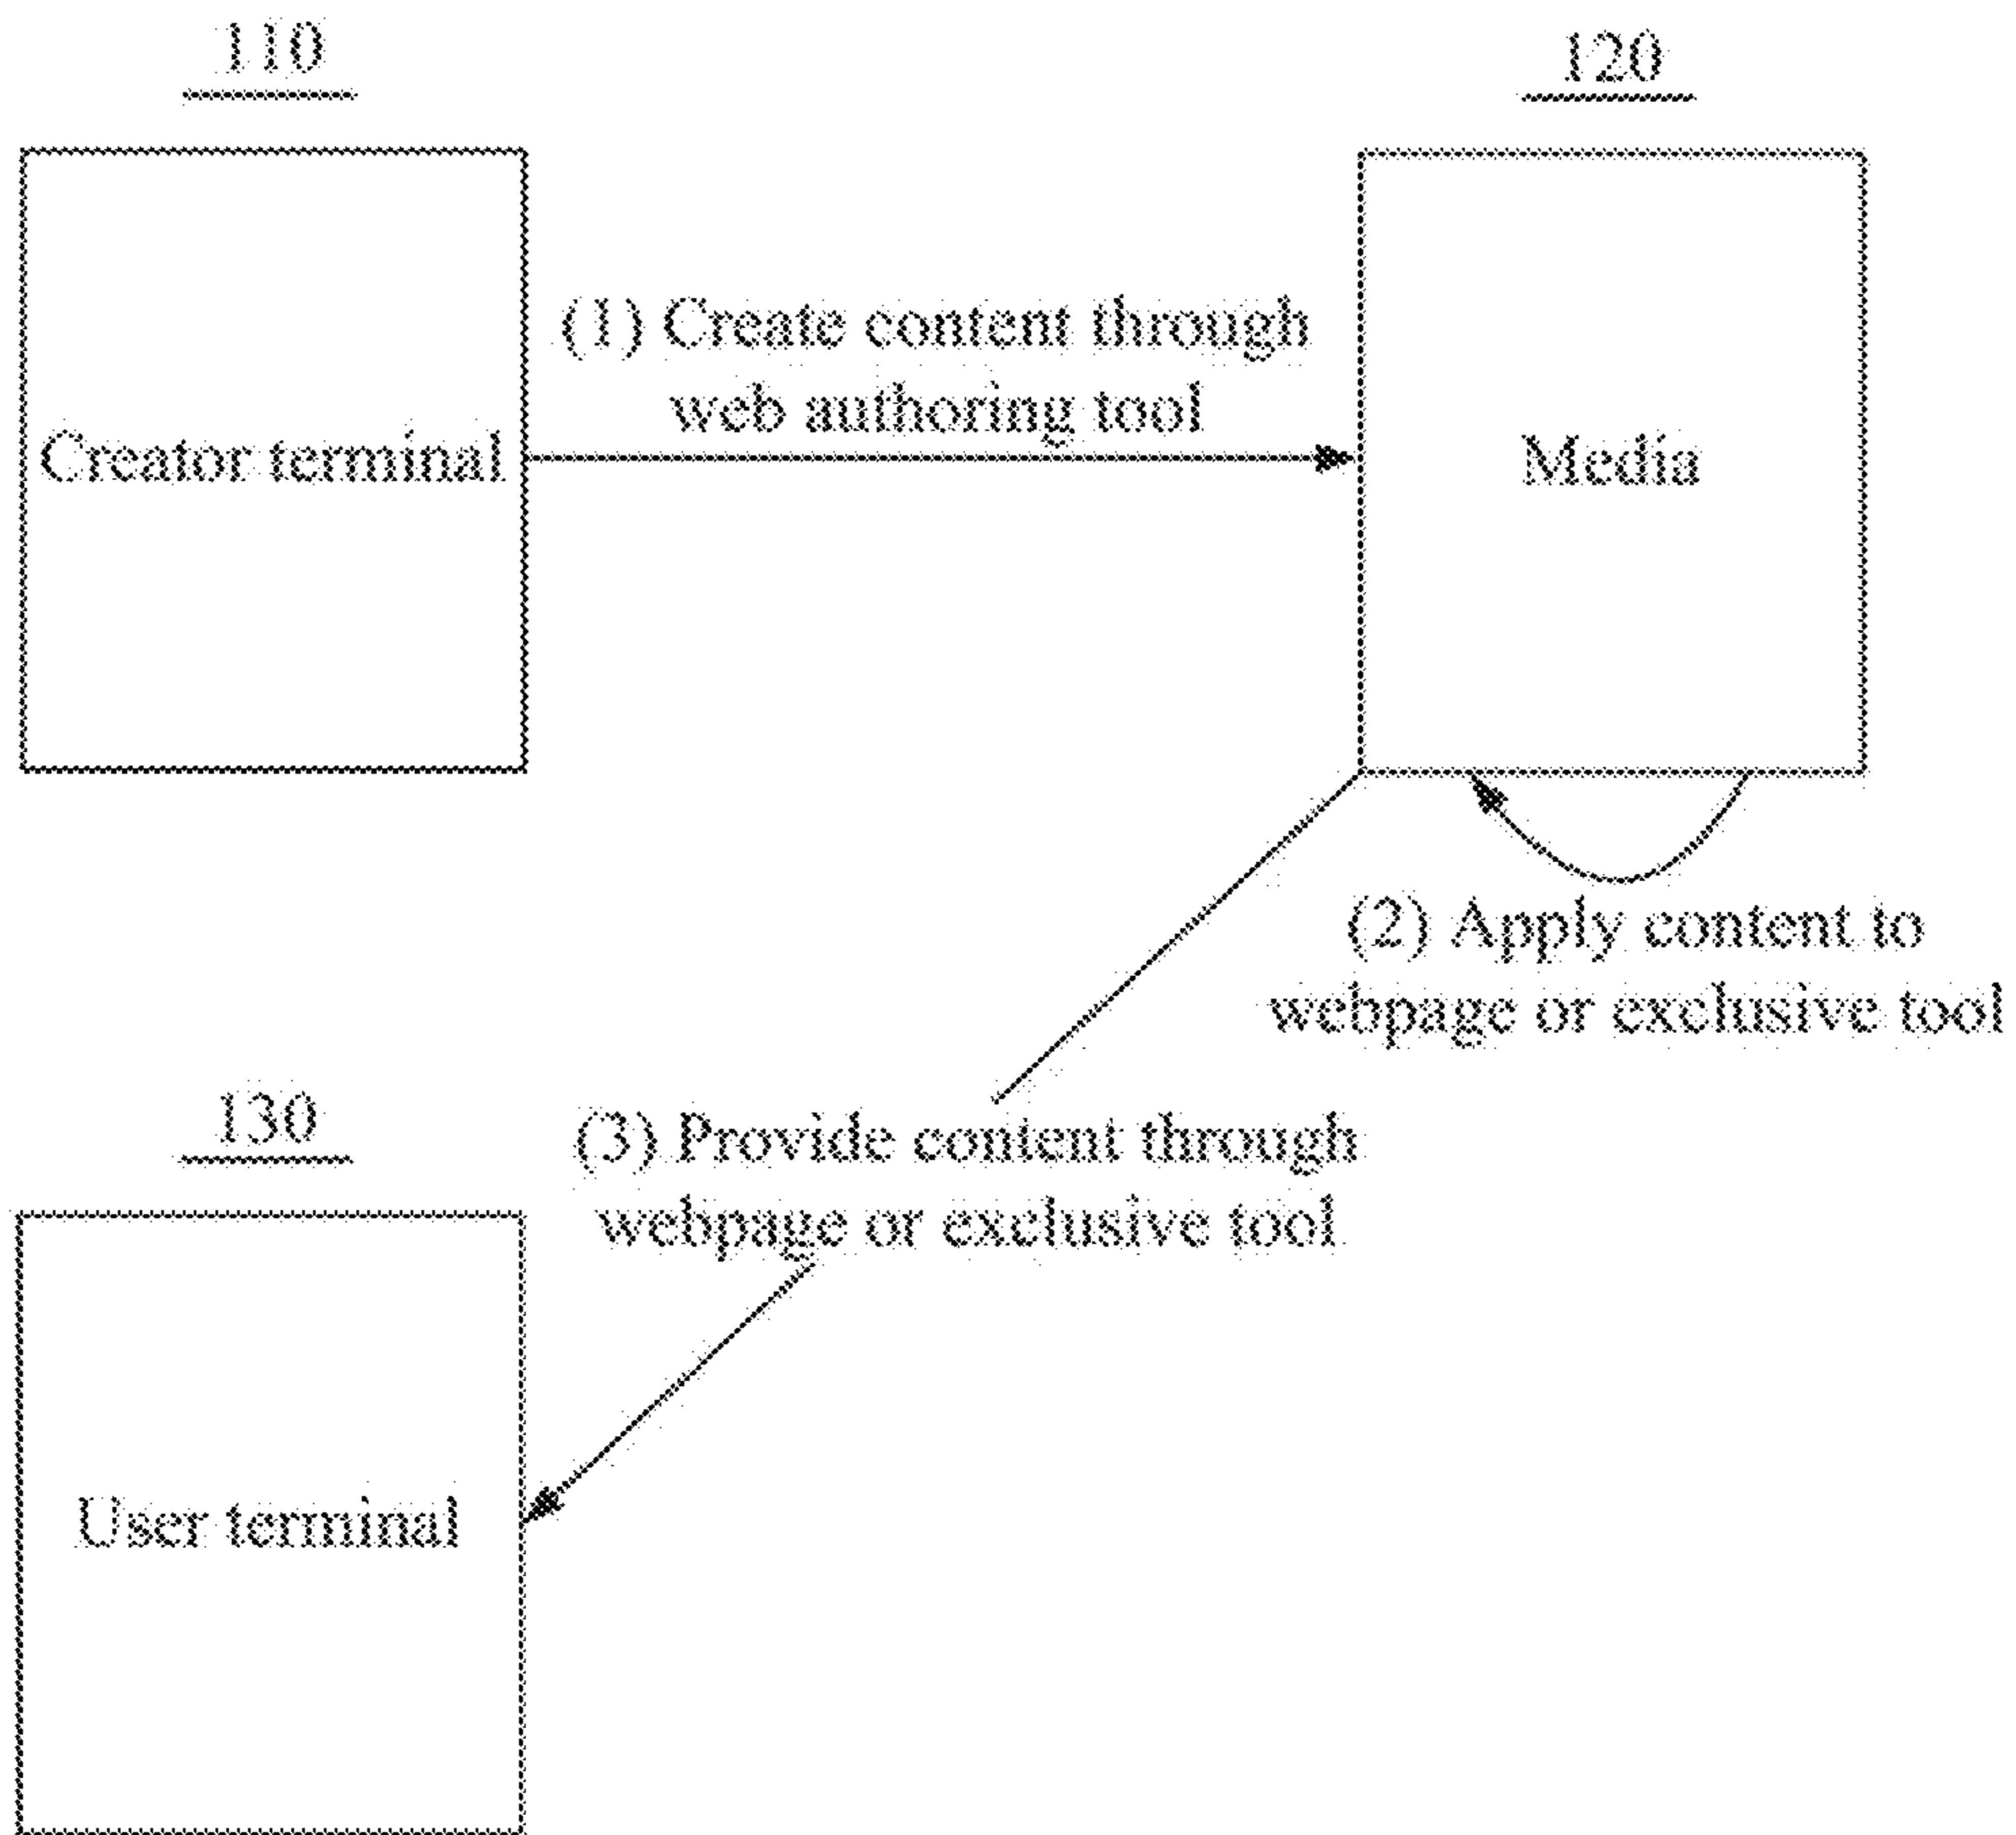 110
120
(1) Create content through
web authoring tool
Creator terminal
Media
(2) Apply content to
webpage or exclusive tool
130
(3) Provide content through
webpage or exclusive tool
User terminal